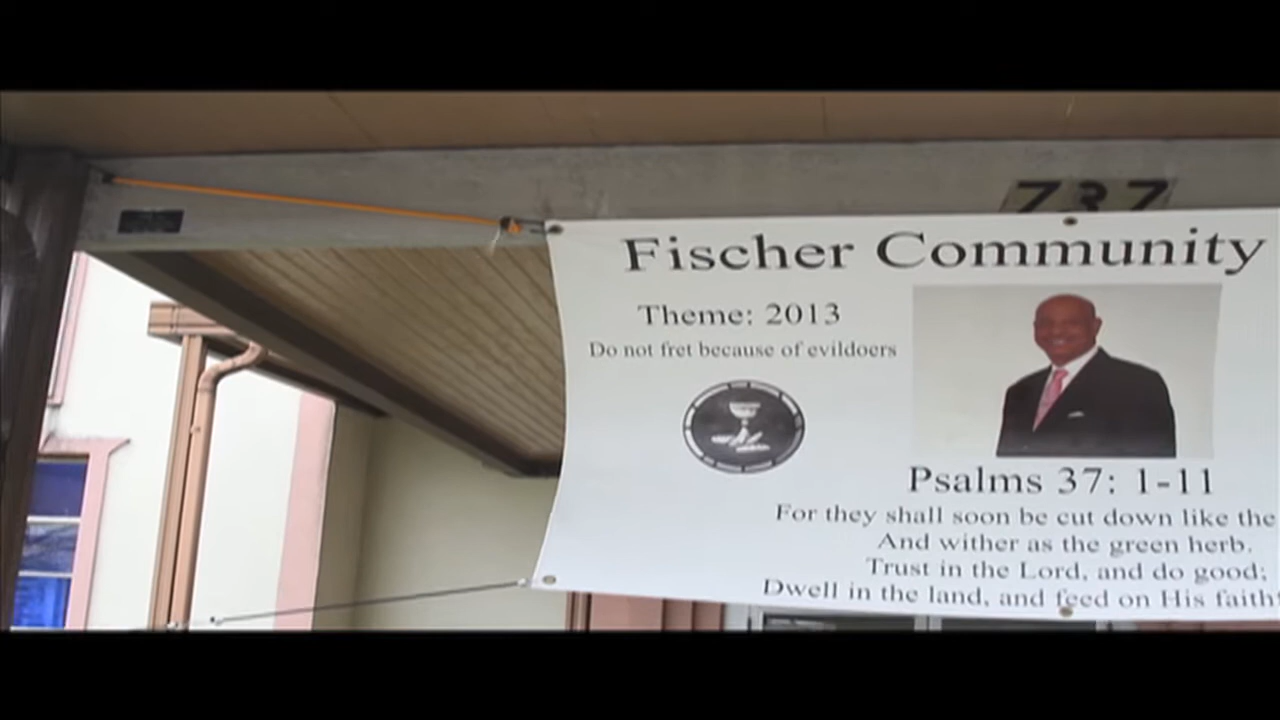 737
Fischer Community
Theme: 2013
Do not fret because of evildoers
Psalms 37: 1-11
For they shall soon be cut down like the
And wither as the green herb.
Trust in the Lord, and do good;
Dwell in the land, and feed on His faith